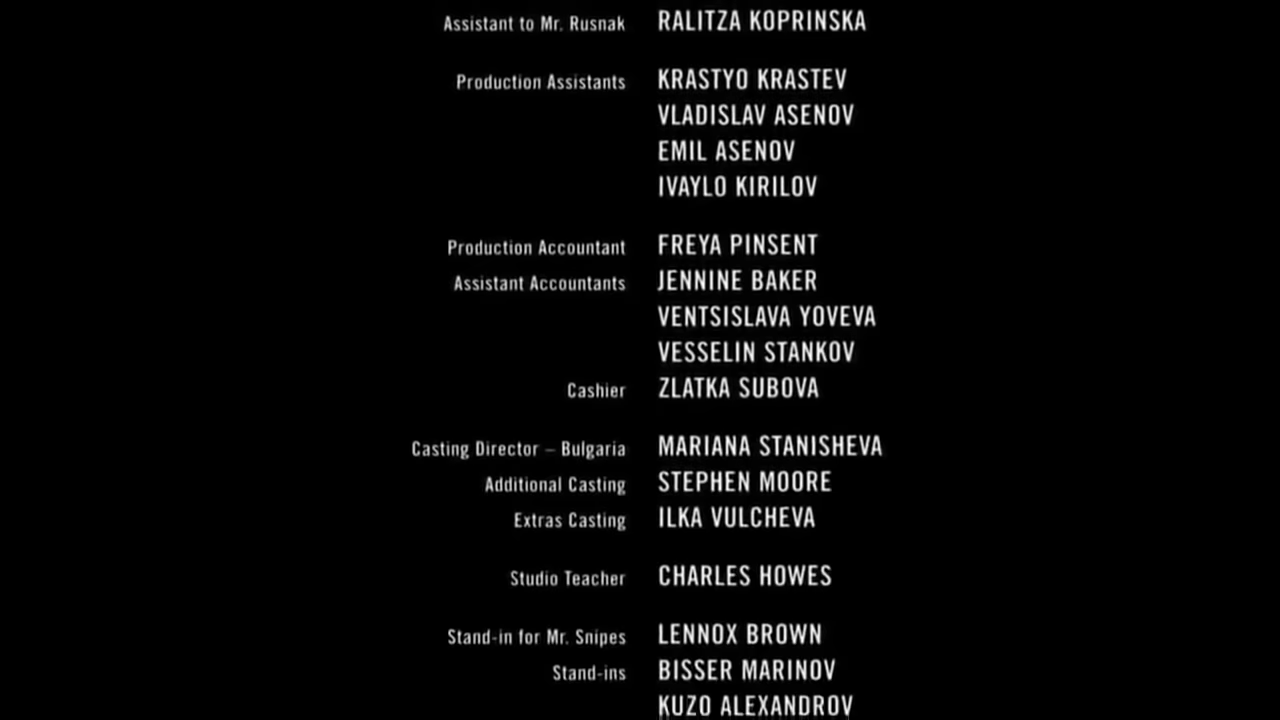 Assistant to Mr. Rusnak RALITZA KOPRINSKA
Production Assistants KRASTYO KRASTEV
VLADISLAV ASENOV
EMIL ASENOV
IVAYLO KIRILOV
Production Accountant FREYA PINSENT
Assistant Accountants JENNINE BAKER
VENTSISLAVA YOVEVA
VESSELIN STANKOV
Cashier ZLATKA SUBOVA
Casting Director – Bulgaria MARIANA STANISHEVA
Additional Casting STEPHEN MOORE
Extras Casting ILKA VULCHEVA
Studio Teacher CHARLES HOWES
Stand-in for Mr. Snipes LENNOX BROWN
Stand-ins BISSER MARINOV
KUZO ALEXANDROV